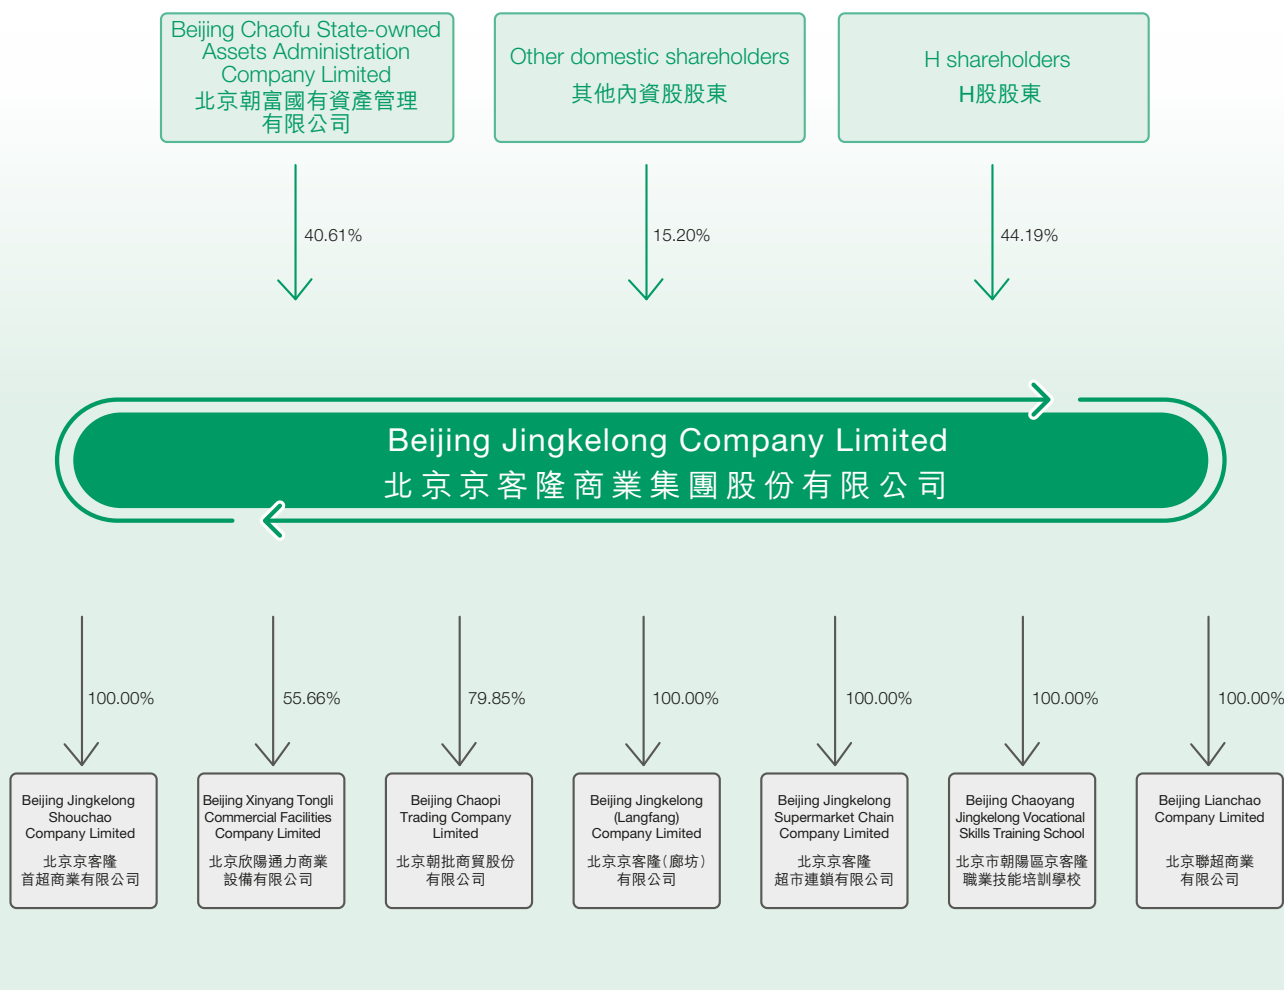 Beijing Chaofu State-owned
Assets Administration
Company Limited
北京朝富國有資產管理
有限公司
Other domestic shareholders
其他內資股股東
H shareholders
H股股東
40.61%
15.20%
44.19%
Beijing Jingkelong Company Limited
北京京客隆商業集團股份有限公司
100.00%
55.66%
79.85%
100.00%
100.00%
100.00%
100.00%
Beijing Jingkelong
Shouchao
Company Limited
北京京客隆
首超商業有限公司
Beijing Xinyang Tongli
Commercial Facilities
Company Limited
北京欣陽通力商業
設備有限公司
Beijing Chaopi
Trading Company
Limited
北京朝批商貿股份
有限公司
Beijing Jingkelong
(Langfang)
Company Limited
北京京客隆（廊坊）
有限公司
Beijing Jingkelong
Supermarket Chain
Company Limited
北京京客隆
超市連鎖有限公司
Beijing Chaoyang
Jingkelong Vocational
Skills Training School
北京市朝陽區京客隆
職業技能培訓學校
Beijing Lianchao
Company Limited
北京聯超商業
有限公司